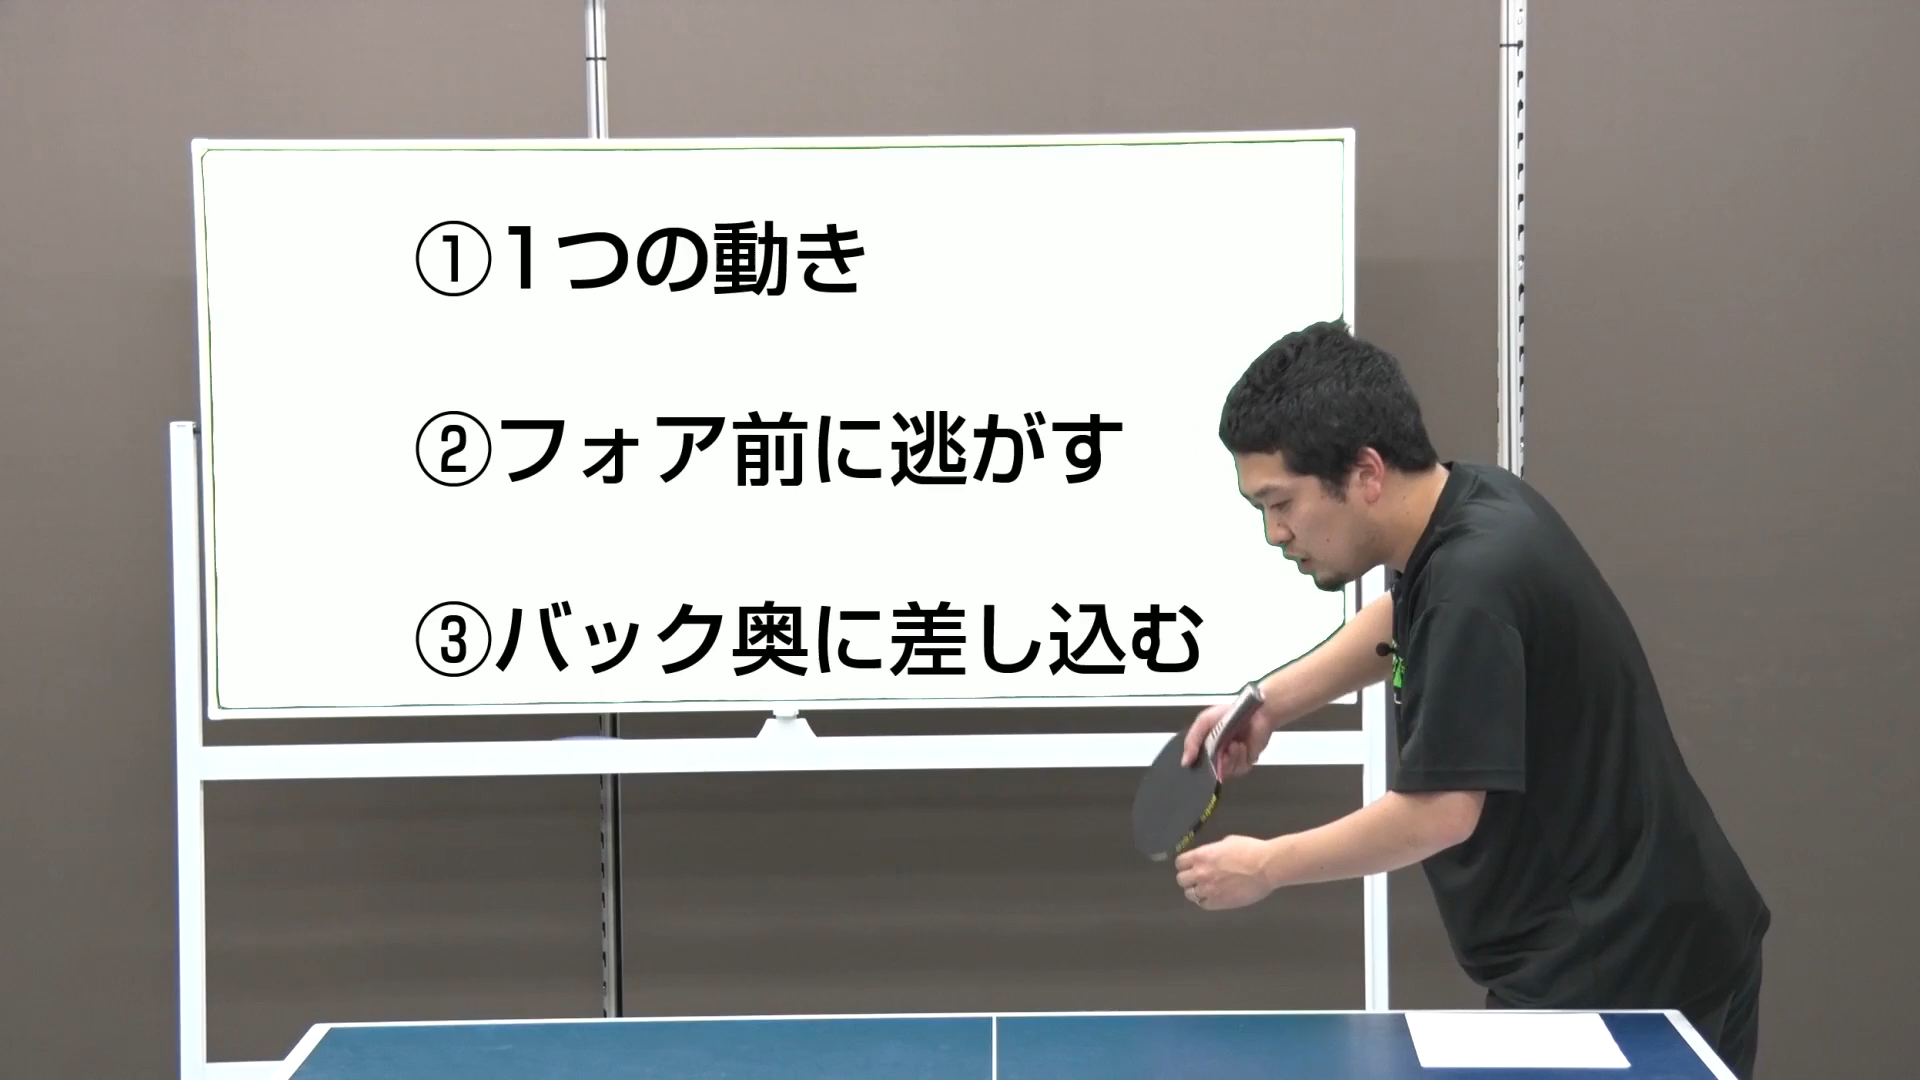 ①1つの動き
②フォア前に逃がす
③バック奥に差し込む